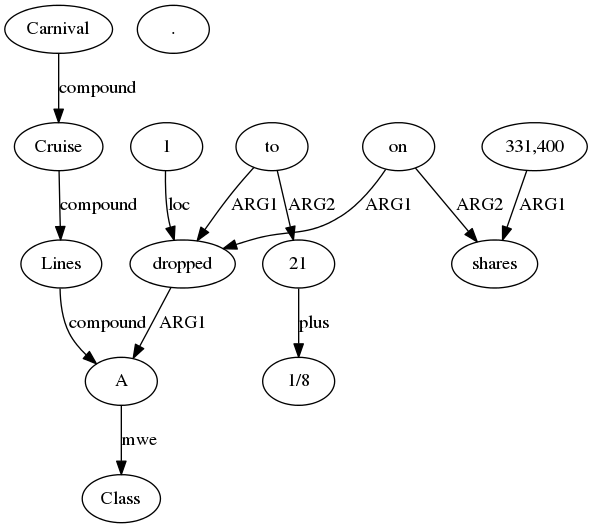 Carnival .
compound
Cruise 1 to on 331,400
compound loc ARG1 ARG2 ARG1 ARG2 ARG1
Lines dropped 21 shares
compound ARG1 plus
A 1/8
mwe
Class